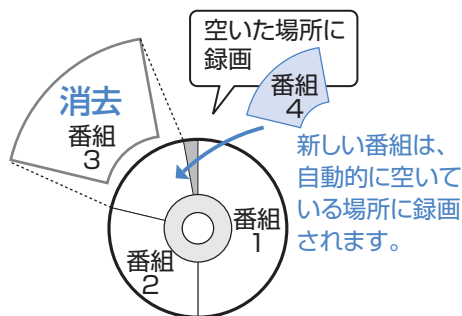 空いた場所に
録画
消去
番組
3
番組
4
新しい番組は、
自動的に空いて
いる場所に録画
されます。
番組
1
番組
2